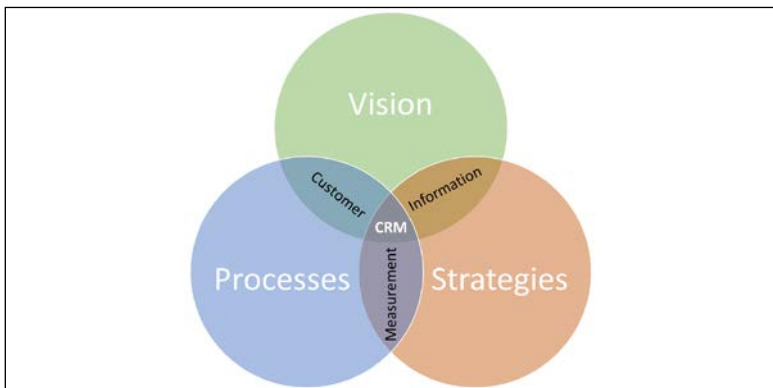 Vision
Customer
Information
CRM
Processes
Measurement
Strategies